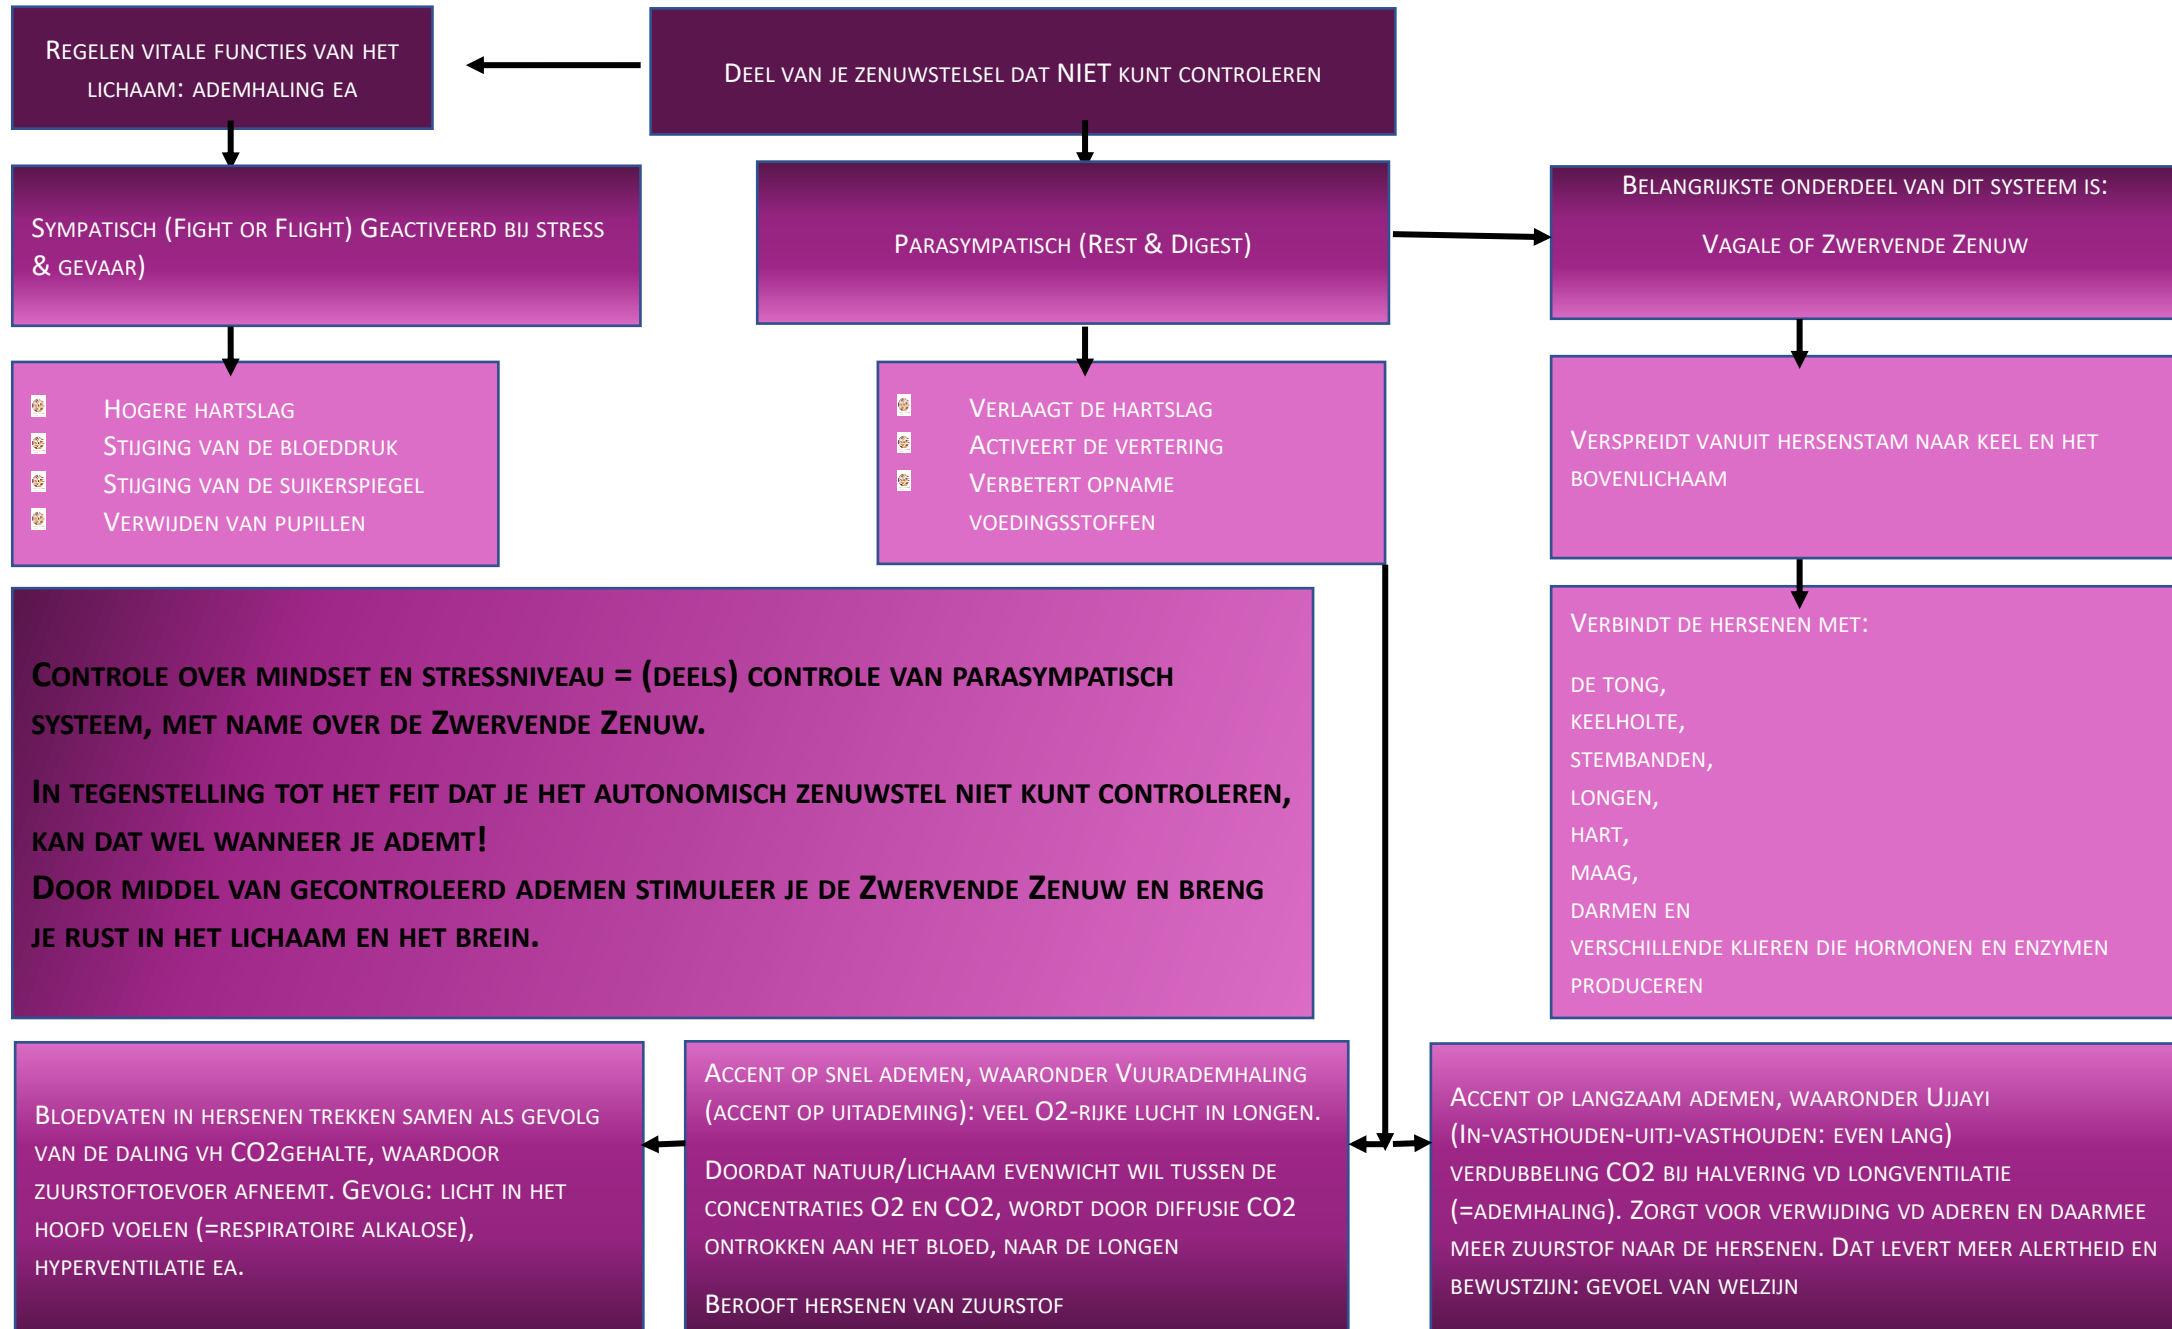 Regelen vitale functies van het
lichaam: ademhaling ea
Deel van je zenuwstelsel dat NIET kunt controleren
Sympatisch (Fight or Flight) Geactiveerd bij stress
& gevaar)
Parasympatisch (Rest & Digest)
Belangrijkste onderdeel van dit systeem is:
Vagale of Zwervende Zenuw
Hogere hartslag
Stijging van de bloeddruk
Stijging van de suikerspiegel
Verwijden van pupillen
Verlaagt de hartslag
Activeert de vertering
Verbetert opname
voedingsstoffen
Verspreidt vanuit hersenstam naar keel en het
bovenlichaam
Controle over mindset en stressniveau = (deels) controle van parasympatisch
systeem, met name over de Zwervende Zenuw.
In tegenstelling tot het feit dat je het autonomisch zenuwstel niet kunt controleren,
kan dat wel wanneer je ademt!
Door middel van gecontroleerd ademen stimuleer je de Zwervende Zenuw en breng
je rust in het lichaam en het brein.
Verbindt de hersenen met:
de tong,
keelholte,
stembanden,
longen,
hart,
maag,
darmen en
verschillende klieren die hormonen en enzymen
produceren
Bloedvaten in hersenen trekken samen als gevolg
van de daling vh CO2gehalte, waardoor
zuurstoftoevoer afneemt. Gevolg: licht in het
hoofd voelen (=respiratoire alkalose),
hyperventilatie ea.
Accent op snel ademen, waaronder Vuurademhaling
(accent op uitademing): veel O2-rijke lucht in longen.
Doordat natuur/lichaam evenwicht wil tussen de
concentraties O2 en CO2, wordt door diffusie CO2
ontrokken aan het bloed, naar de longen
Berooft hersenen van zuurstof
Accent op langzaam ademen, waaronder Ujjayi
(In-vasthouden-uitj-vasthouden: even lang)
verdubbeling CO2 bij halvering vd longventilatie
(=ademhaling). Zorgt voor verwijding vd aderen en daarmee
meer zuurstof naar de hersenen. Dat levert meer alertheid en
bewustzijn: gevoel van welzijn